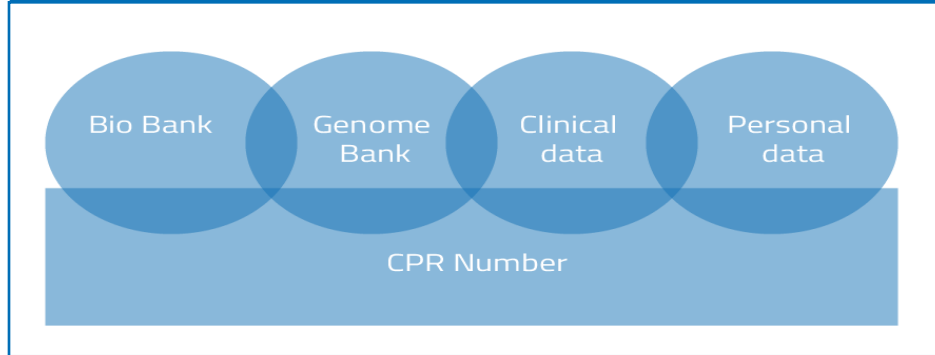 Bio Bank
Genome
Bank
Clinical
data
Personal
data
CPR Number